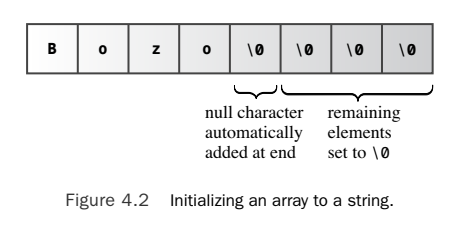 B o z o \0 \0 \0 \0
null character remaining
automatically elements
added at end set to \0
Figure 4.2 Initializing an array to a string.